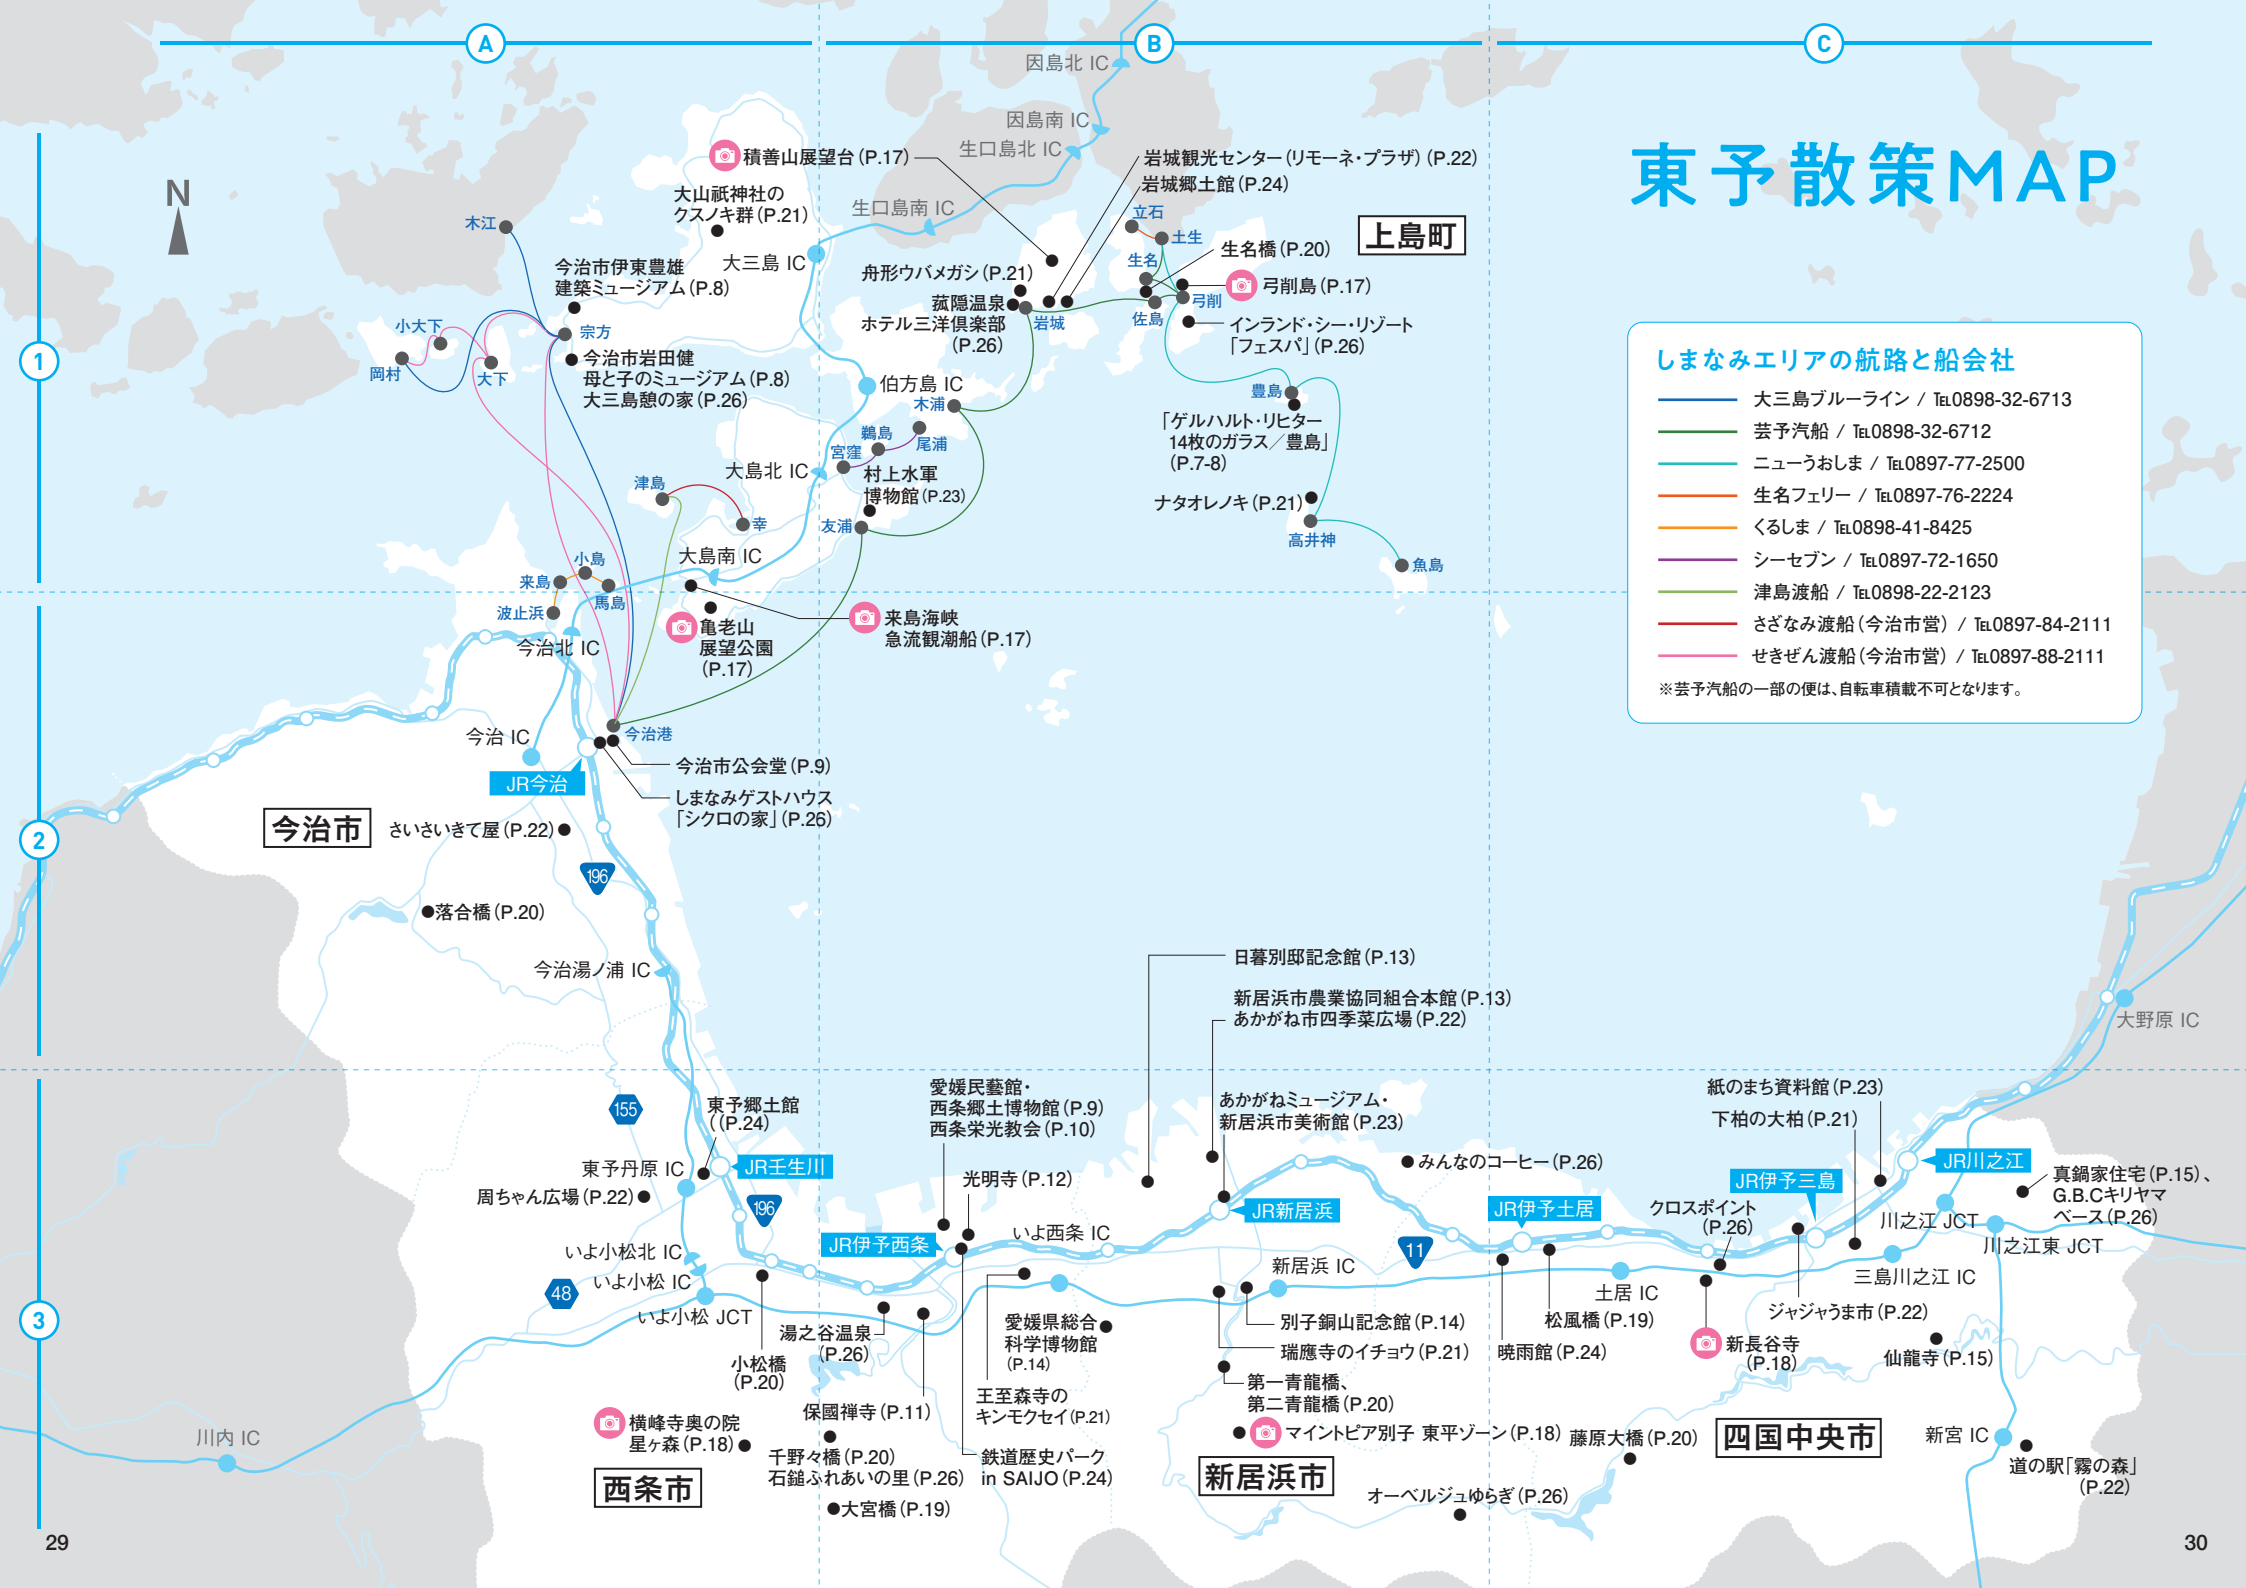 A
B
C
1
2
3
N
東予散策MAP
因島北 IC
因島南 IC
生口島北 IC
生口島南 IC
積善山展望台(P.17)
大山祇神社の
クスノキ群(P.21)
大三島 IC
木江
今治市伊東豊雄
建築ミュージアム(P.8)
宗方
小大下
岡村
大下
今治市岩田健
母と子のミュージアム(P.8)
大三島憩の家(P.26)
岩城観光センター(リモーネ・プラザ)(P.22)
岩城郷土館(P.24)
立石
土生
生名
生名橋(P.20)
上島町
舟形ウバメガシ(P.21)
菰隠温泉
ホテル三洋倶楽部
(P.26)
岩城
佐島
弓削
弓削島(P.17)
インランド・シー・リゾート
「フェスパ」(P.26)
伯方島 IC
木浦
鵜島
尾浦
宮窪
大島北 IC
村上水軍
博物館(P.23)
友浦
津島
幸
大島南 IC
豊島
「ゲルハルト・リヒター
14枚のガラス／豊島」
(P.7-8)
ナタオレノキ(P.21)
高井神
魚島
小島
来島
馬島
波止浜
今治北 IC
亀老山
展望公園
(P.17)
来島海峡
急流観潮船(P.17)
今治港
今治 IC
JR今治
今治市公会堂(P.9)
しまなみゲストハウス
「シクロの家」(P.26)
今治市
さいさいきて屋(P.22)
196
落合橋(P.20)
今治湯ノ浦 IC
しまなみエリアの航路と船会社
大三島ブルーライン / ℡0898-32-6713
芸予汽船 / ℡0898-32-6712
ニューうおしま / ℡0897-77-2500
生名フェリー / ℡0897-76-2224
くるしま / ℡0898-41-8425
シーセブン / ℡0897-72-1650
津島渡船 / ℡0898-22-2123
さざなみ渡船(今治市営) / ℡0897-84-2111
せきぜん渡船(今治市営) / ℡0897-88-2111
※芸予汽船の一部の便は、自転車積載不可となります。
大野原 IC
日暮別邸記念館(P.13)
新居浜市農業協同組合本館(P.13)
あかがね市四季菜広場(P.22)
155
東予郷土館
((P.24)
東予丹原 IC
JR壬生川
周ちゃん広場(P.22)
196
いよ小松北 IC
いよ小松 IC
48
いよ小松 JCT
愛媛民藝館・
西条郷土博物館(P.9)
西条栄光教会(P.10)
光明寺(P.12)
JR伊予西条
いよ西条 IC
あかがねミュージアム・
新居浜市美術館(P.23)
みんなのコーヒー(P.26)
JR新居浜
新居浜 IC
11
JR伊予土居
紙のまち資料館(P.23)
下柏の大柏(P.21)
JR川之江
JR伊予三島
クロスポイント
(P.26)
真鍋家住宅(P.15)、
G.B.Cキリヤマ
ベース(P.26)
川之江 JCT
川之江東 JCT
三島川之江 IC
土居 IC
ジャジャうま市(P.22)
新長谷寺
(P.18)
仙龍寺(P.15)
湯之谷温泉
(P.26)
小松橋
(P.20)
保國禅寺(P.11)
愛媛県総合
科学博物館
(P.14)
王至森寺の
キンモクセイ(P.21)
別子銅山記念館(P.14)
瑞應寺のイチョウ(P.21)
第一青龍橋、
第二青龍橋(P.20)
マイントピア別子 東平ゾーン(P.18)
松風橋(P.19)
暁雨館(P.24)
藤原大橋(P.20)
四国中央市
新宮 IC
道の駅「霧の森」
(P.22)
川内 IC
横峰寺奥の院
星ヶ森(P.18)
西条市
千野々橋(P.20)
石鎚ふれあいの里(P.26)
大宮橋(P.19)
鉄道歴史パーク
in SAIJO(P.24)
新居浜市
オーベルジュゆらぎ(P.26)
29
30